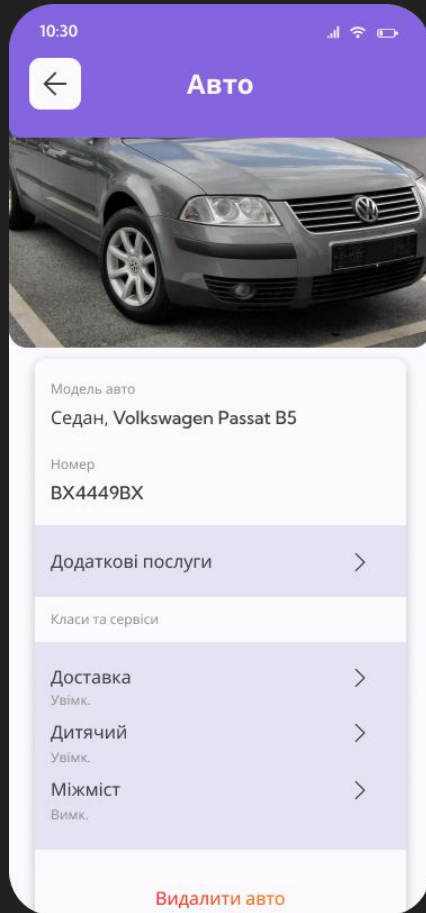 10:30
Авто
Модель авто
Седан, Volkswagen Passat B5
Номер
BX4449BX
Додаткові послуги
Класи та сервіси
Доставка
Увімк.
Дитячий
Увімк.
Міжміст
Вимк.
Видалити авто